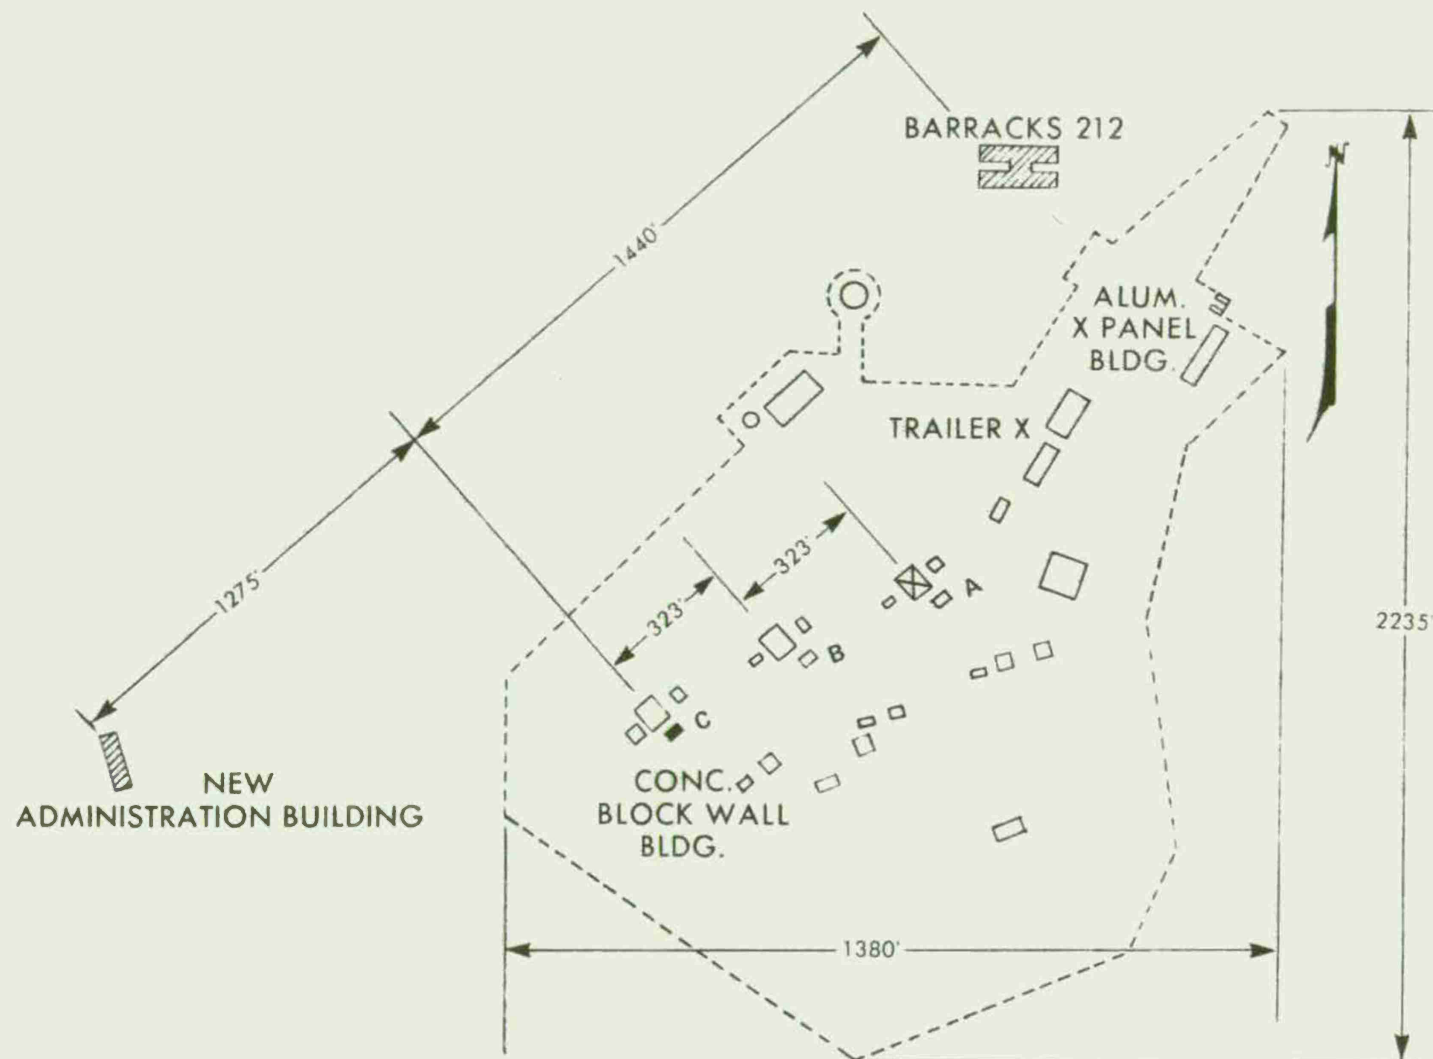 BARRACKS 212
N
1440'
ALUM.
X PANEL
BLDG.
TRAILER X
323'
323'
A
B
C
1275'
2235'
NEW
ADMINISTRATION BUILDING
CONC.
BLOCK WALL
BLDG.
1380'